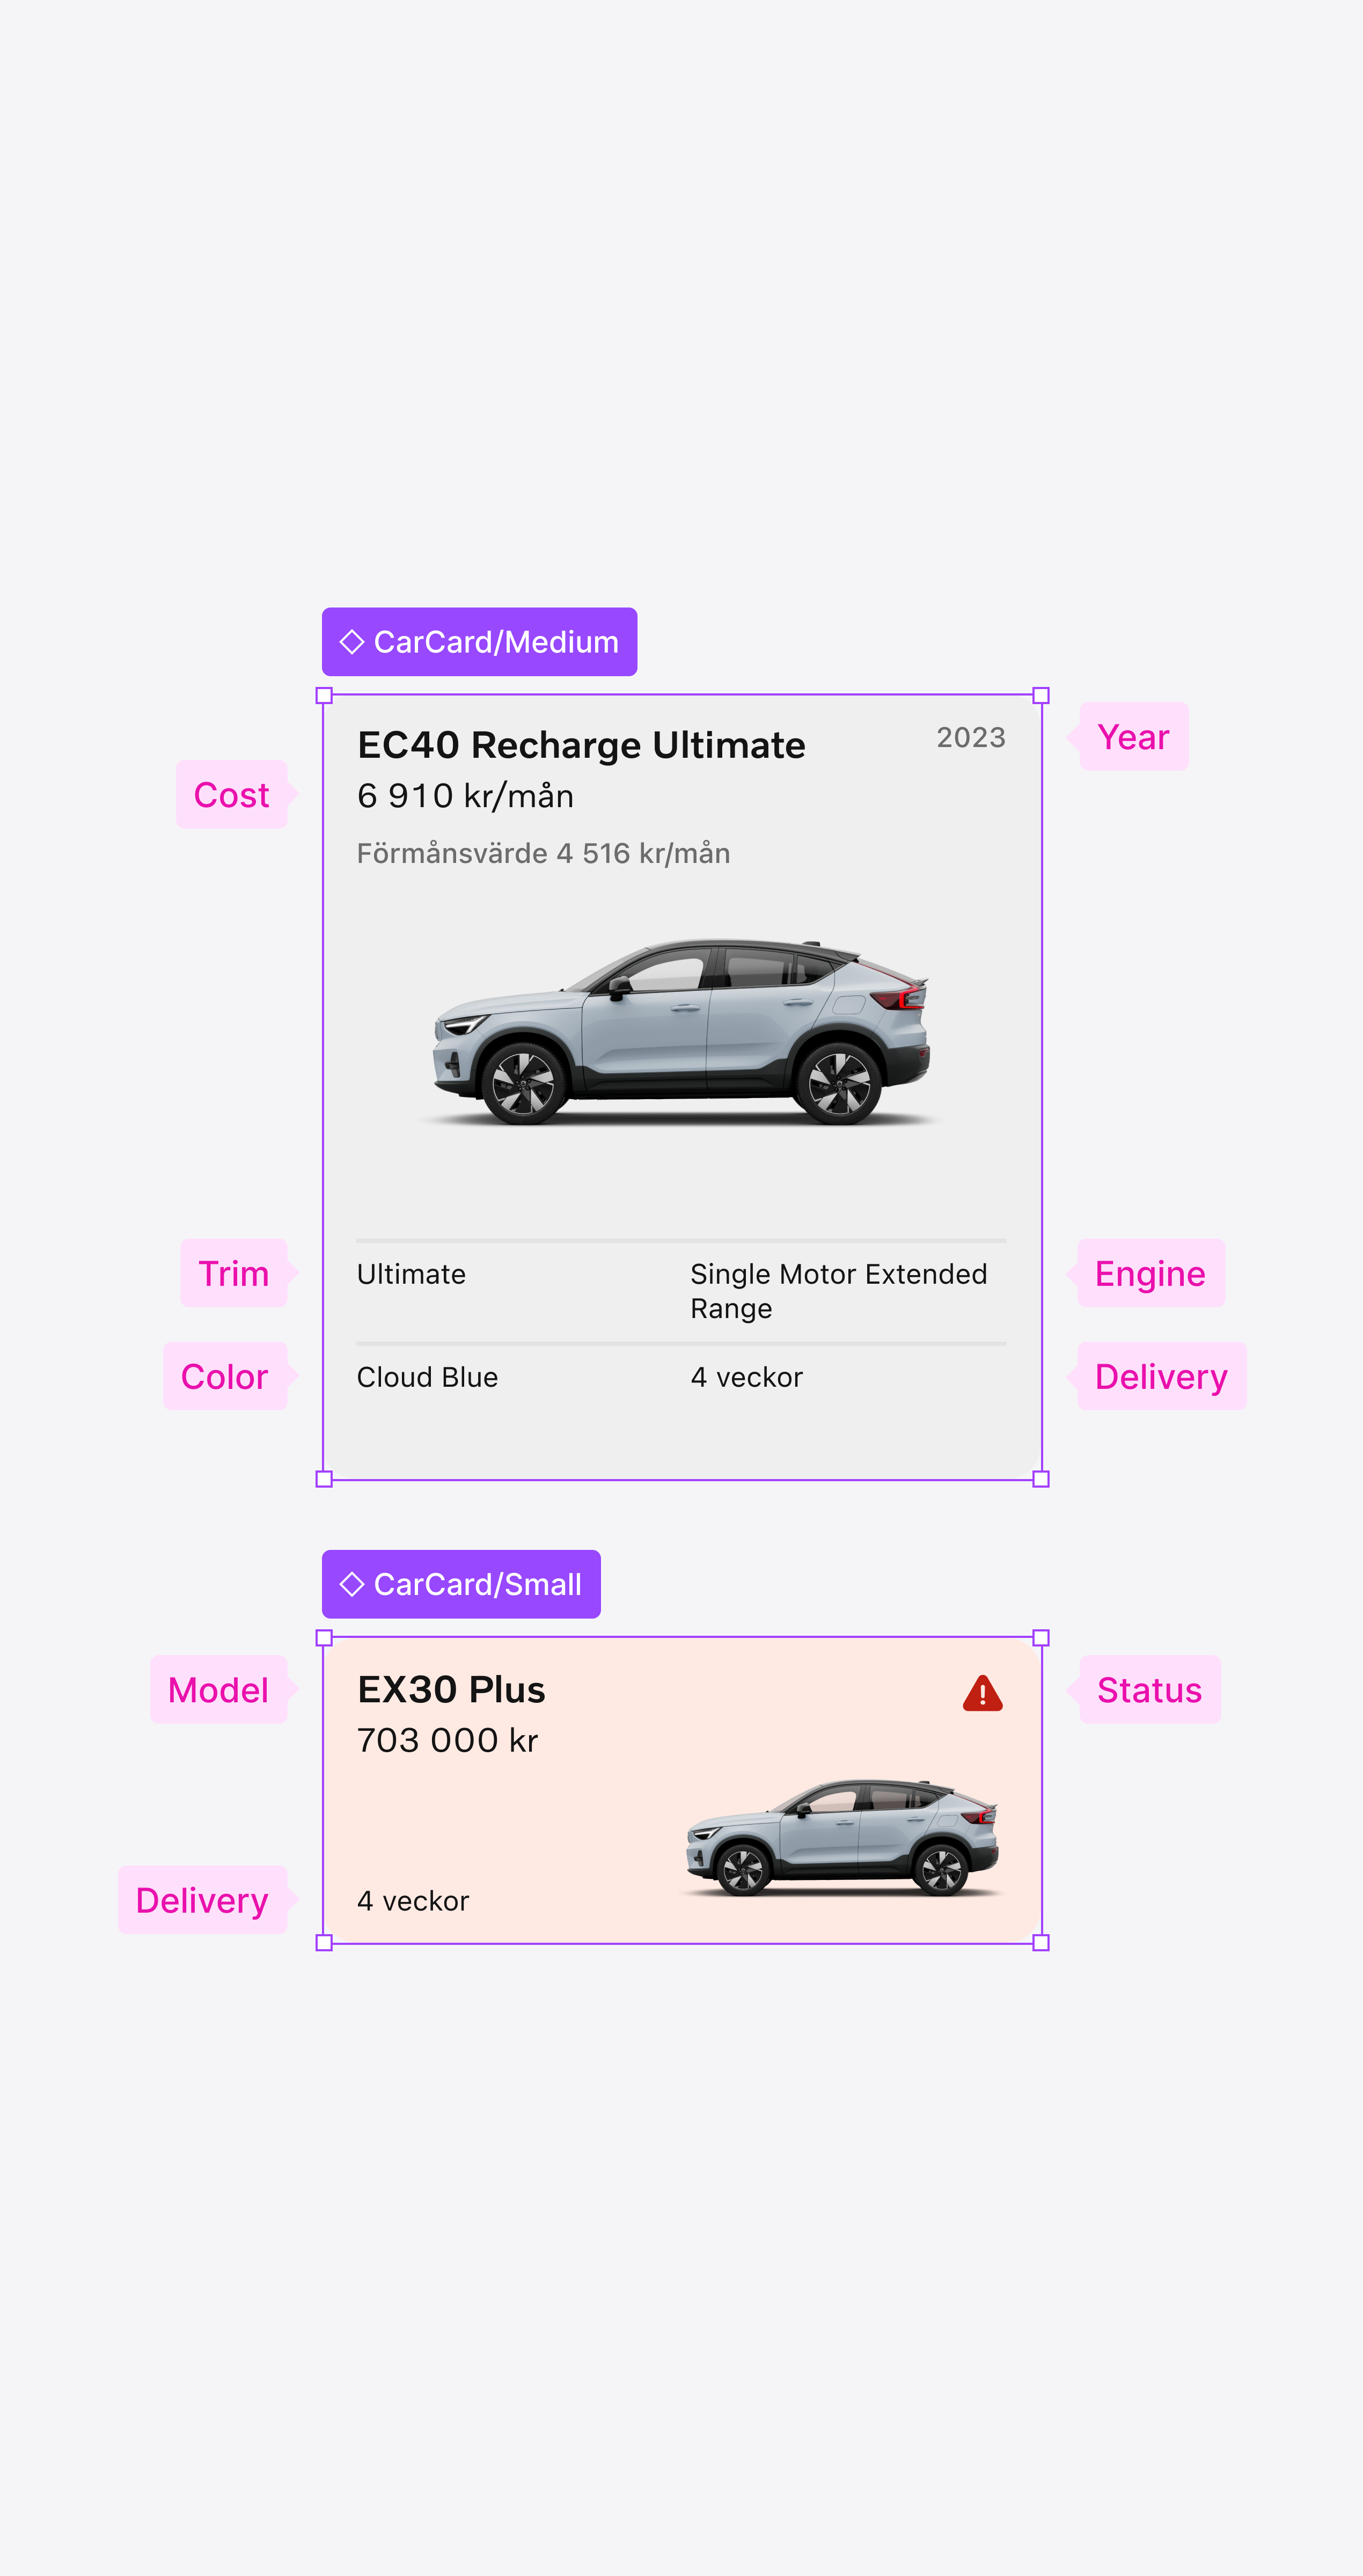 CarCard/Medium
EC40 Recharge Ultimate
2023
Year
Cost
6 910 kr/mån
Förmånsvärde 4 516 kr/mån
Trim
Ultimate
Single Motor Extended
Range
Engine
Color
Cloud Blue
4 veckor
Delivery
CarCard/Small
Model
EX30 Plus
Status
703 000 kr
Delivery
4 veckor